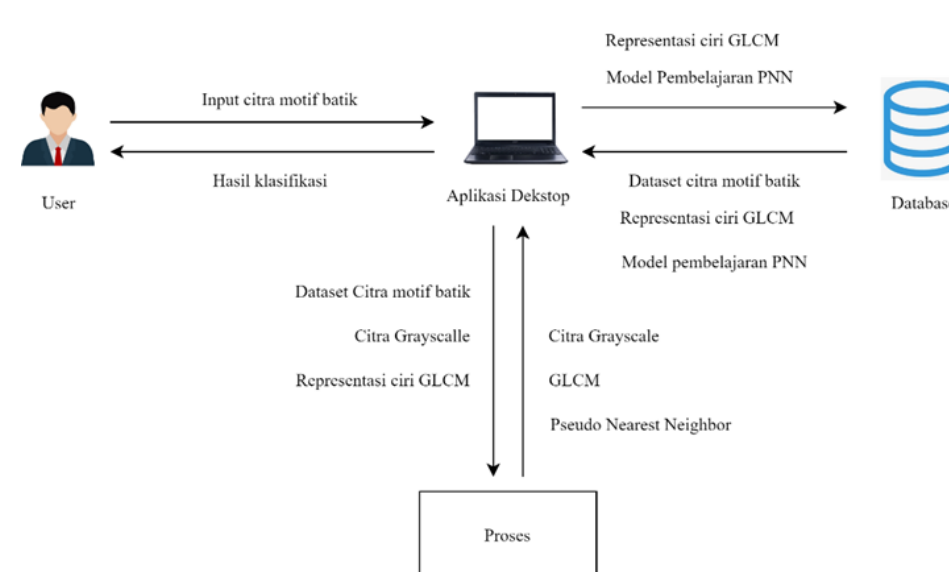 Representasi ciri GLCM
Model Pembelajaran PNN
Input citra motif batik
Hasil klasifikasi
User
Aplikasi Dekstop
Dataset citra motif batik
Representasi ciri GLCM
Model pembelajaran PNN
Database
Dataset Citra motif batik
Citra Grayscalle
Representasi ciri GLCM
Citra Grayscale
GLCM
Pseudo Nearest Neighbor
Proses